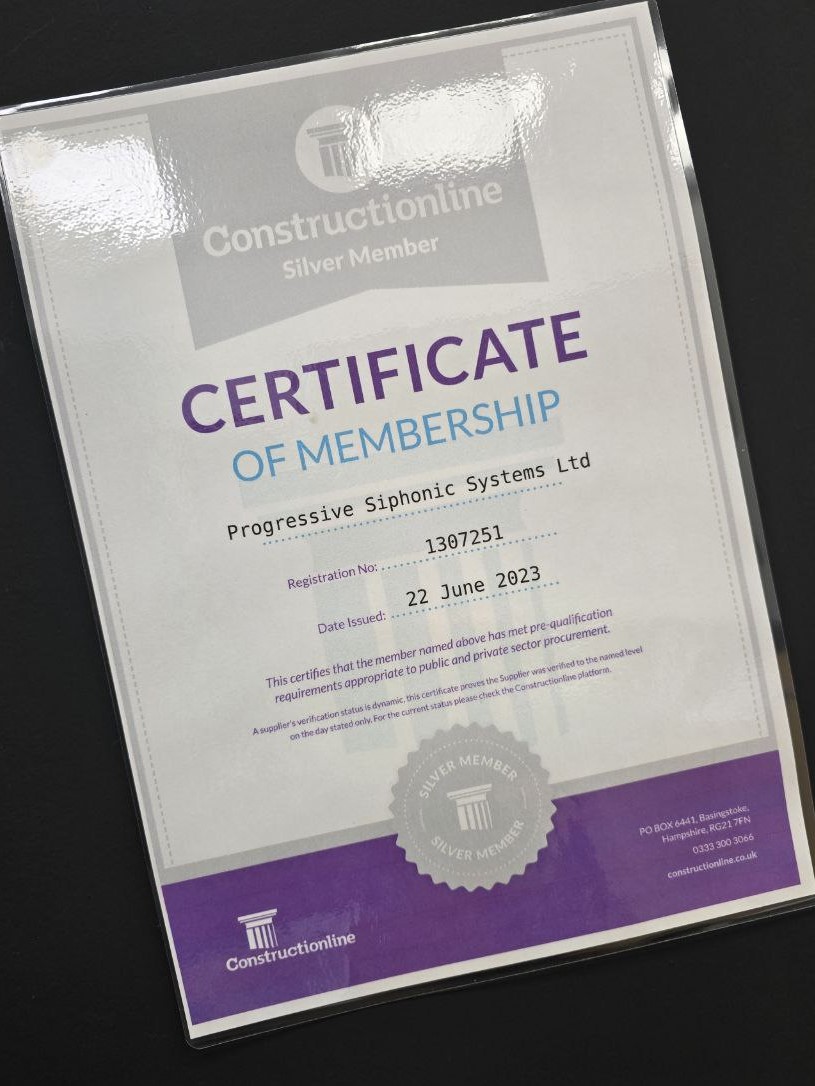 Constructionline
Silver Member
CERTIFICATE
OF MEMBERSHIP
Progressive Siphonic Systems Ltd
Registration No: 1307251
Date Issued: 22 June 2023
This certifies that the member named above has met pre-qualification
requirements appropriate to public and private sector procurement.
A supplier's verification status is dynamic, this certificate proves the Supplier was verified to the named level
on the day stated only. For the current status please check the Constructionline platform.
SILVER MEMBER
SILVER MEMBER
PO BOX 6441, Basingstoke,
Hampshire, RG21 7FN
0333 300 3066
constructionline.co.uk
Constructionline